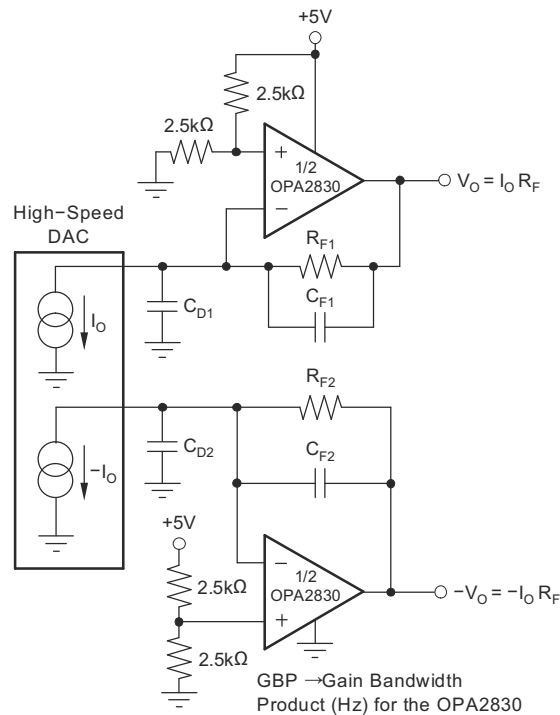 +5V
2.5kΩ
2.5kΩ
+
1/2
OPA2830
−
V_O = I_O R_F
High−Speed
DAC
R_F1
C_F1
C_D1
I_O
R_F2
C_F2
C_D2
−I_O
+5V
−
1/2
OPA2830
+
−V_O = −I_O R_F
2.5kΩ
2.5kΩ
GBP →Gain Bandwidth
Product (Hz) for the OPA2830